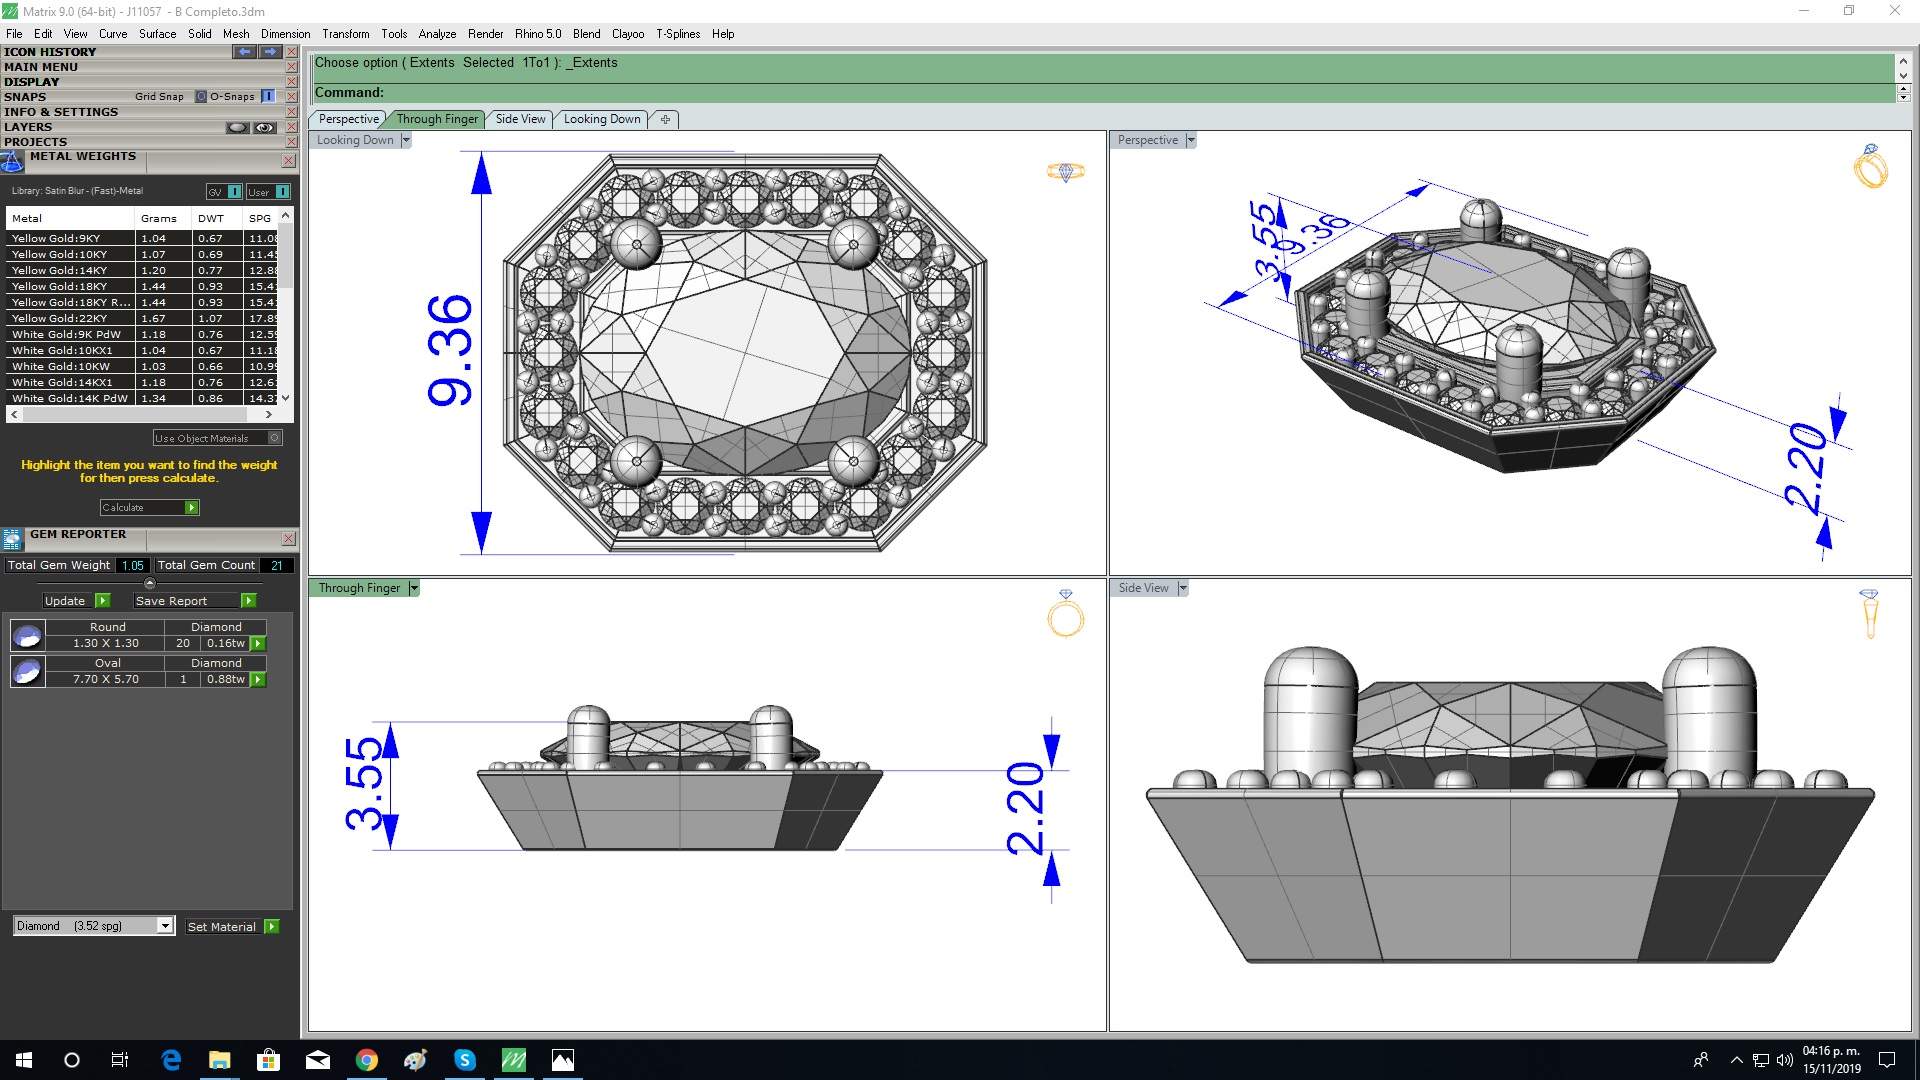 Matrix 9.0 (64-bit) - J11057 - B Completo.3dm
File Edit View Curve Surface Solid Mesh Dimension Transform Tools Analyze Render Rhino 5.0 Blend Clayoo T-Splines Help
ICON HISTORY
MAIN MENU
DISPLAY
SNAPS Grid Snap O-Snaps
INFO & SETTINGS
LAYERS
PROJECTS
METAL WEIGHTS
Library: Satin Blur - (Fast)-Metal GV User
Metal Grams DWT SPG
Yellow Gold:9KY 1.04 0.67 11.08
Yellow Gold:10KY 1.07 0.69 11.4
Yellow Gold:14KY 1.20 0.77 12.8
Yellow Gold:18KY 1.44 0.93 15.4
Yellow Gold:18KY R... 1.44 0.93 15.4
Yellow Gold:22KY 1.67 1.07 17.8
White Gold:9K PdW 1.18 0.76 12.5
White Gold:10KX1 1.04 0.67 11.1
White Gold:10KW 1.03 0.66 10.9
White Gold:14KX1 1.18 0.76 12.6
White Gold:14K PdW 1.34 0.86 14.3
Use Object Materials
Highlight the item you want to find the weight
for then press calculate.
Calculate
GEM REPORTER
Total Gem Weight 1.05 Total Gem Count 21
Update Save Report
Round Diamond
1.30 X 1.30 20 0.16tw
Oval Diamond
7.70 X 5.70 1 0.88tw
Diamond (3.52 spg) Set Material
Choose option ( Extents Selected 1To1 ): _Extents
Command:
Perspective Through Finger Side View Looking Down
Looking Down
9.36
Perspective
3.55
9.36
2.20
Through Finger
3.55
2.20
Side View
04:16 p. m.
15/11/2019